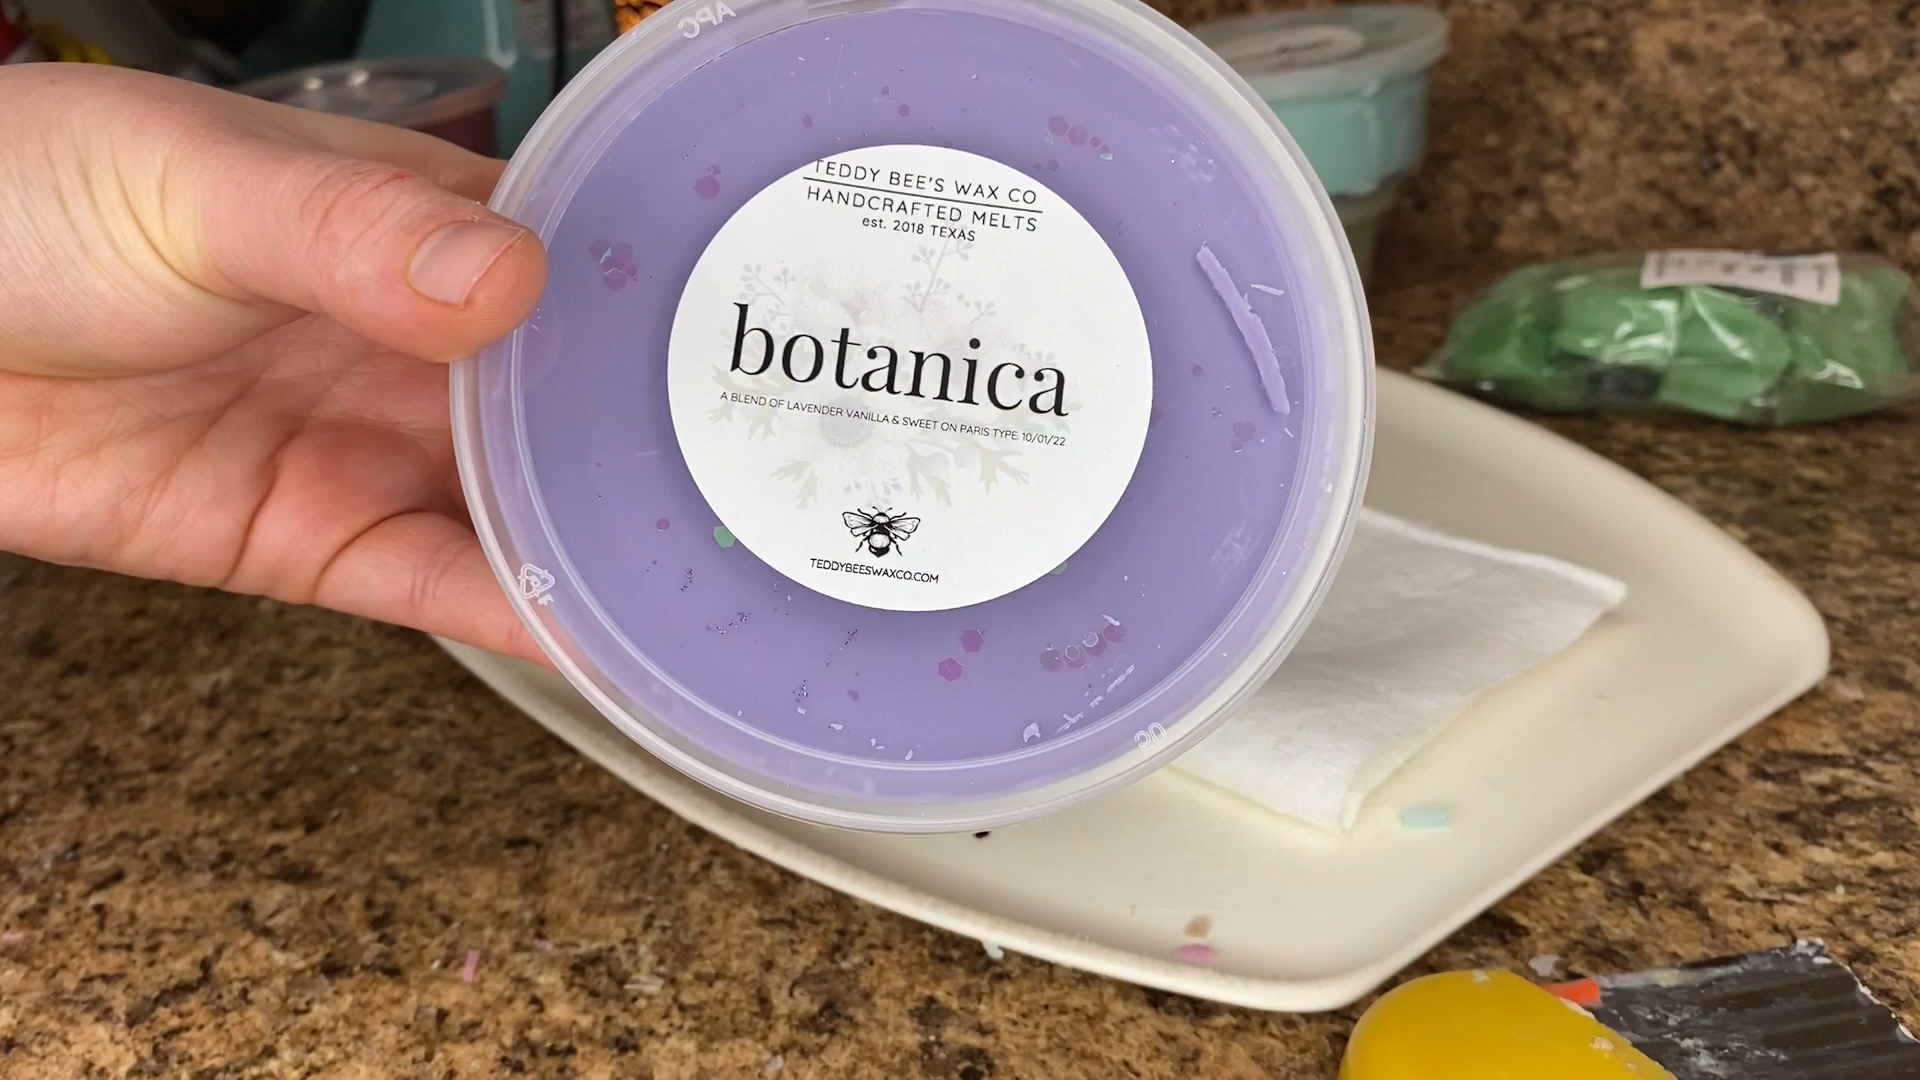 APC
TEDDY BEE'S WAX CO
HANDCRAFTED MELTS
est. 2018 TEXAS
botanica
A BLEND OF LAVENDER VANILLA & SWEET ON PARIS TYPE 10/01/22
TEDDYBEESWAXCO.COM